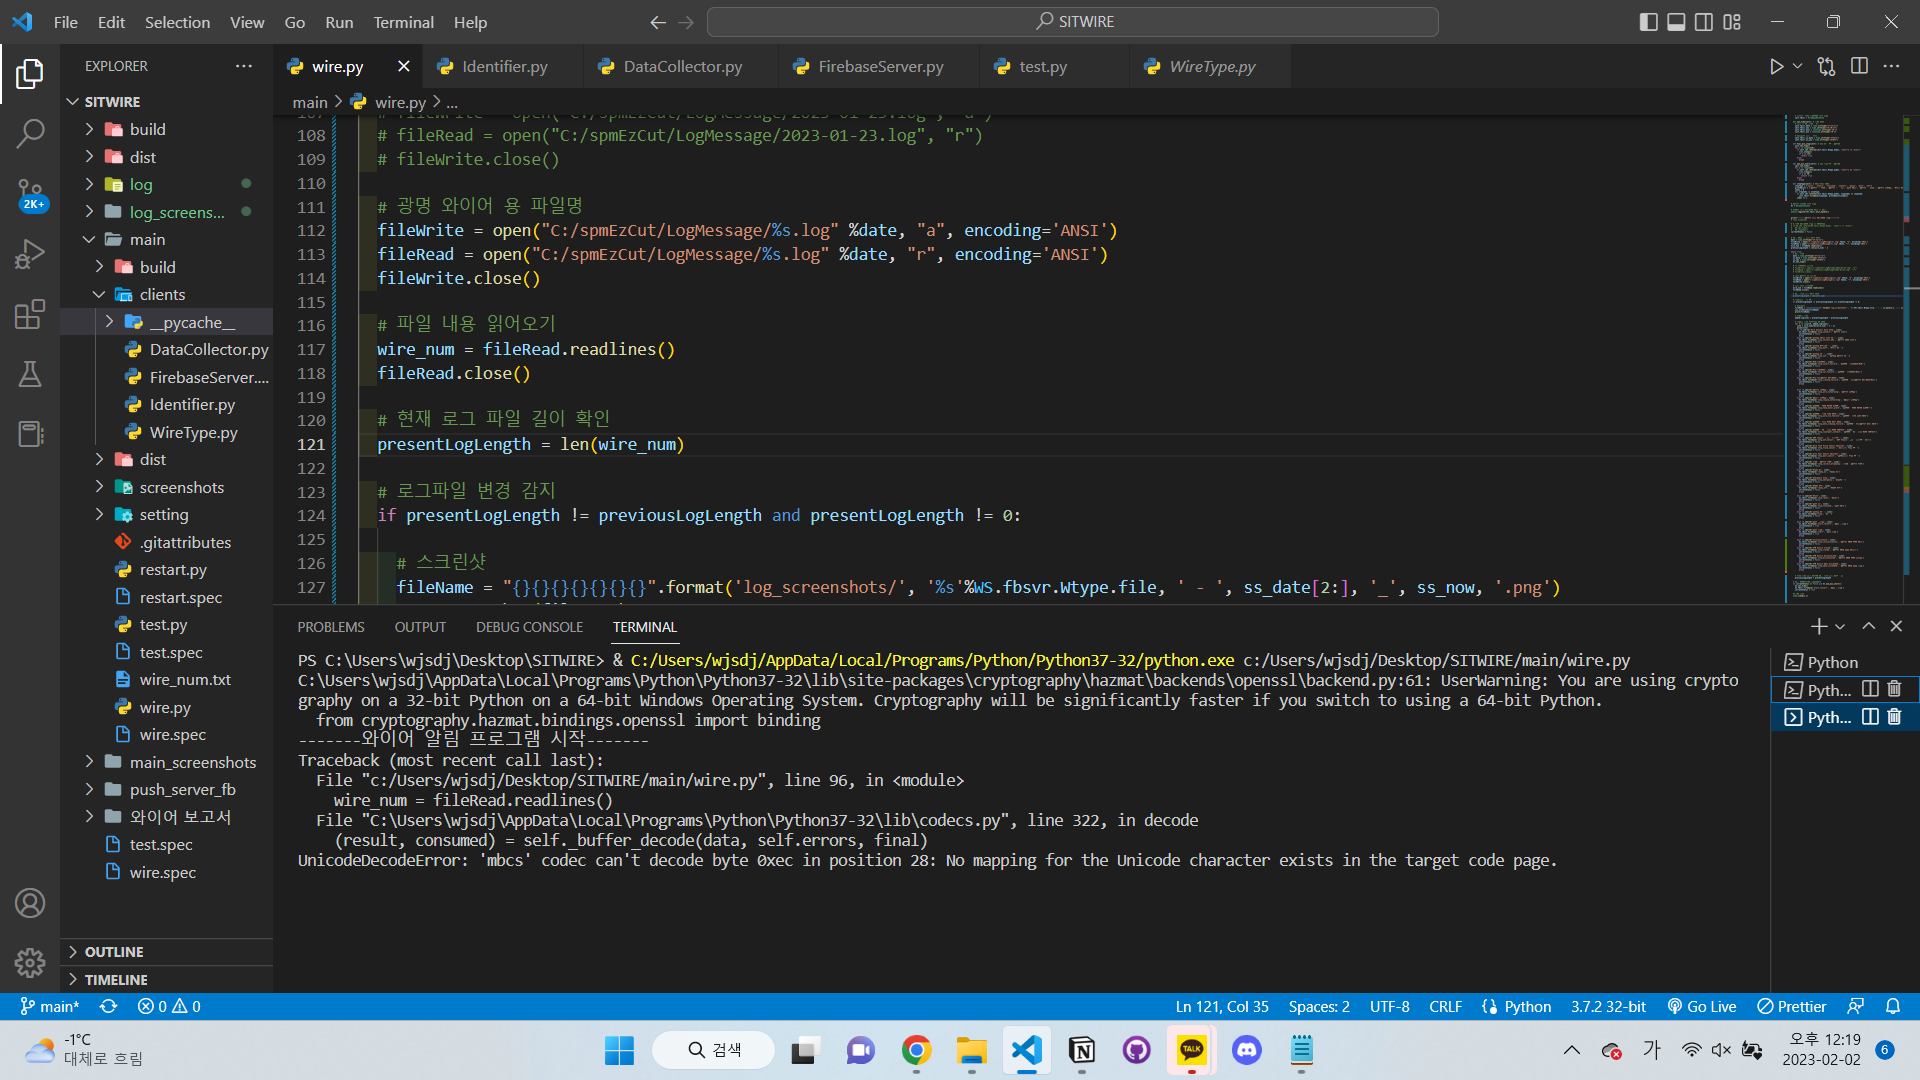 File Edit Selection View Go Run Terminal Help
SITWIRE
EXPLORER
wire.py
Identifier.py
DataCollector.py
FirebaseServer.py
test.py
WireType.py
main > wire.py > ...
SITWIRE
build
dist
log
log_screens...
main
build
clients
__pycache__
DataCollector.py
FirebaseServer....
Identifier.py
WireType.py
dist
screenshots
setting
.gitattributes
restart.py
restart.spec
test.py
test.spec
wire_num.txt
wire.py
wire.spec
main_screenshots
push_server_fb
와이어 보고서
test.spec
wire.spec
OUTLINE
TIMELINE
2K+
108 # fileRead = open("C:/spmEzCut/LogMessage/2023-01-23.log", "r")
109 # fileWrite.close()
110
111 # 광명 와이어 용 파일명
112 fileWrite = open("C:/spmEzCut/LogMessage/%s.log" %date, "a", encoding='ANSI')
113 fileRead = open("C:/spmEzCut/LogMessage/%s.log" %date, "r", encoding='ANSI')
114 fileWrite.close()
115
116 # 파일 내용 읽어오기
117 wire_num = fileRead.readlines()
118 fileRead.close()
119
120 # 현재 로그 파일 길이 확인
121 presentLogLength = len(wire_num)
122
123 # 로그파일 변경 감지
124 if presentLogLength != previousLogLength and presentLogLength != 0:
125
126 # 스크린샷
127 fileName = "{}{}{}{}{}{}{}".format('log_screenshots/', '%s'%WS.fbsvr.Wtype.file, ' - ', ss_date[2:], '_', ss_now, '.png')
PROBLEMS OUTPUT DEBUG CONSOLE TERMINAL
PS C:\Users\wjsdj\Desktop\SITWIRE> & C:/Users/wjsdj/AppData/Local/Programs/Python/Python37-32/python.exe c:/Users/wjsdj/Desktop/SITWIRE/main/wire.py
C:\Users\wjsdj\AppData\Local\Programs\Python\Python37-32\lib\site-packages\cryptography\hazmat\backends\openssl\backend.py:61: UserWarning: You are using crypto
graphy on a 32-bit Python on a 64-bit Windows Operating System. Cryptography will be significantly faster if you switch to using a 64-bit Python.
from cryptography.hazmat.bindings.openssl import binding
-------와이어 알림 프로그램 시작-------
Traceback (most recent call last):
File "c:/Users/wjsdj/Desktop/SITWIRE/main/wire.py", line 96, in <module>
wire_num = fileRead.readlines()
File "C:\Users\wjsdj\AppData\Local\Programs\Python\Python37-32\lib\codecs.py", line 322, in decode
(result, consumed) = self._buffer_decode(data, self.errors, final)
UnicodeDecodeError: 'mbcs' codec can't decode byte 0xec in position 28: No mapping for the Unicode character exists in the target code page.
Python
Pyth...
Pyth...
main* 0 0 Ln 121, Col 35 Spaces: 2 UTF-8 CRLF Python 3.7.2 32-bit Go Live Prettier
-1°C
대체로 흐림
검색
TALK
가
오후 12:19
2023-02-02
6